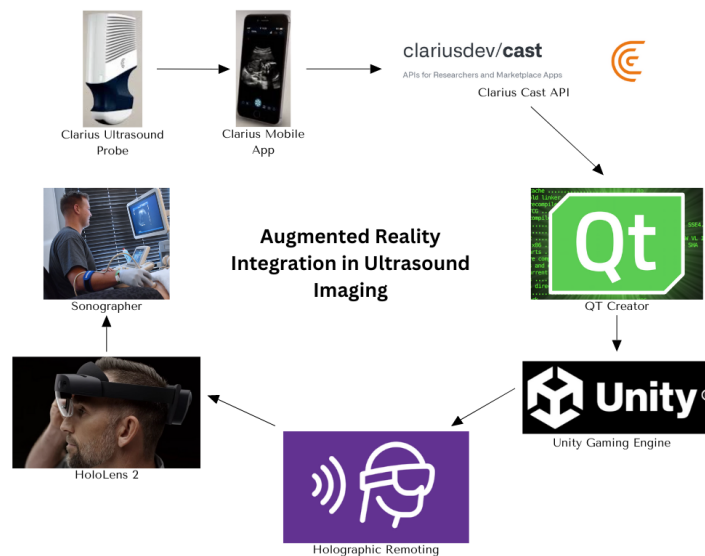 clariusdev/cast
APIs for Researchers and Marketplace Apps
Clarius Cast API
Clarius Ultrasound
Probe
Clarius Mobile
App
Augmented Reality
Integration in Ultrasound
Imaging
Sonographer
Qt
QT Creator
Unity
Unity Gaming Engine
HoloLens 2
Holographic Remoting